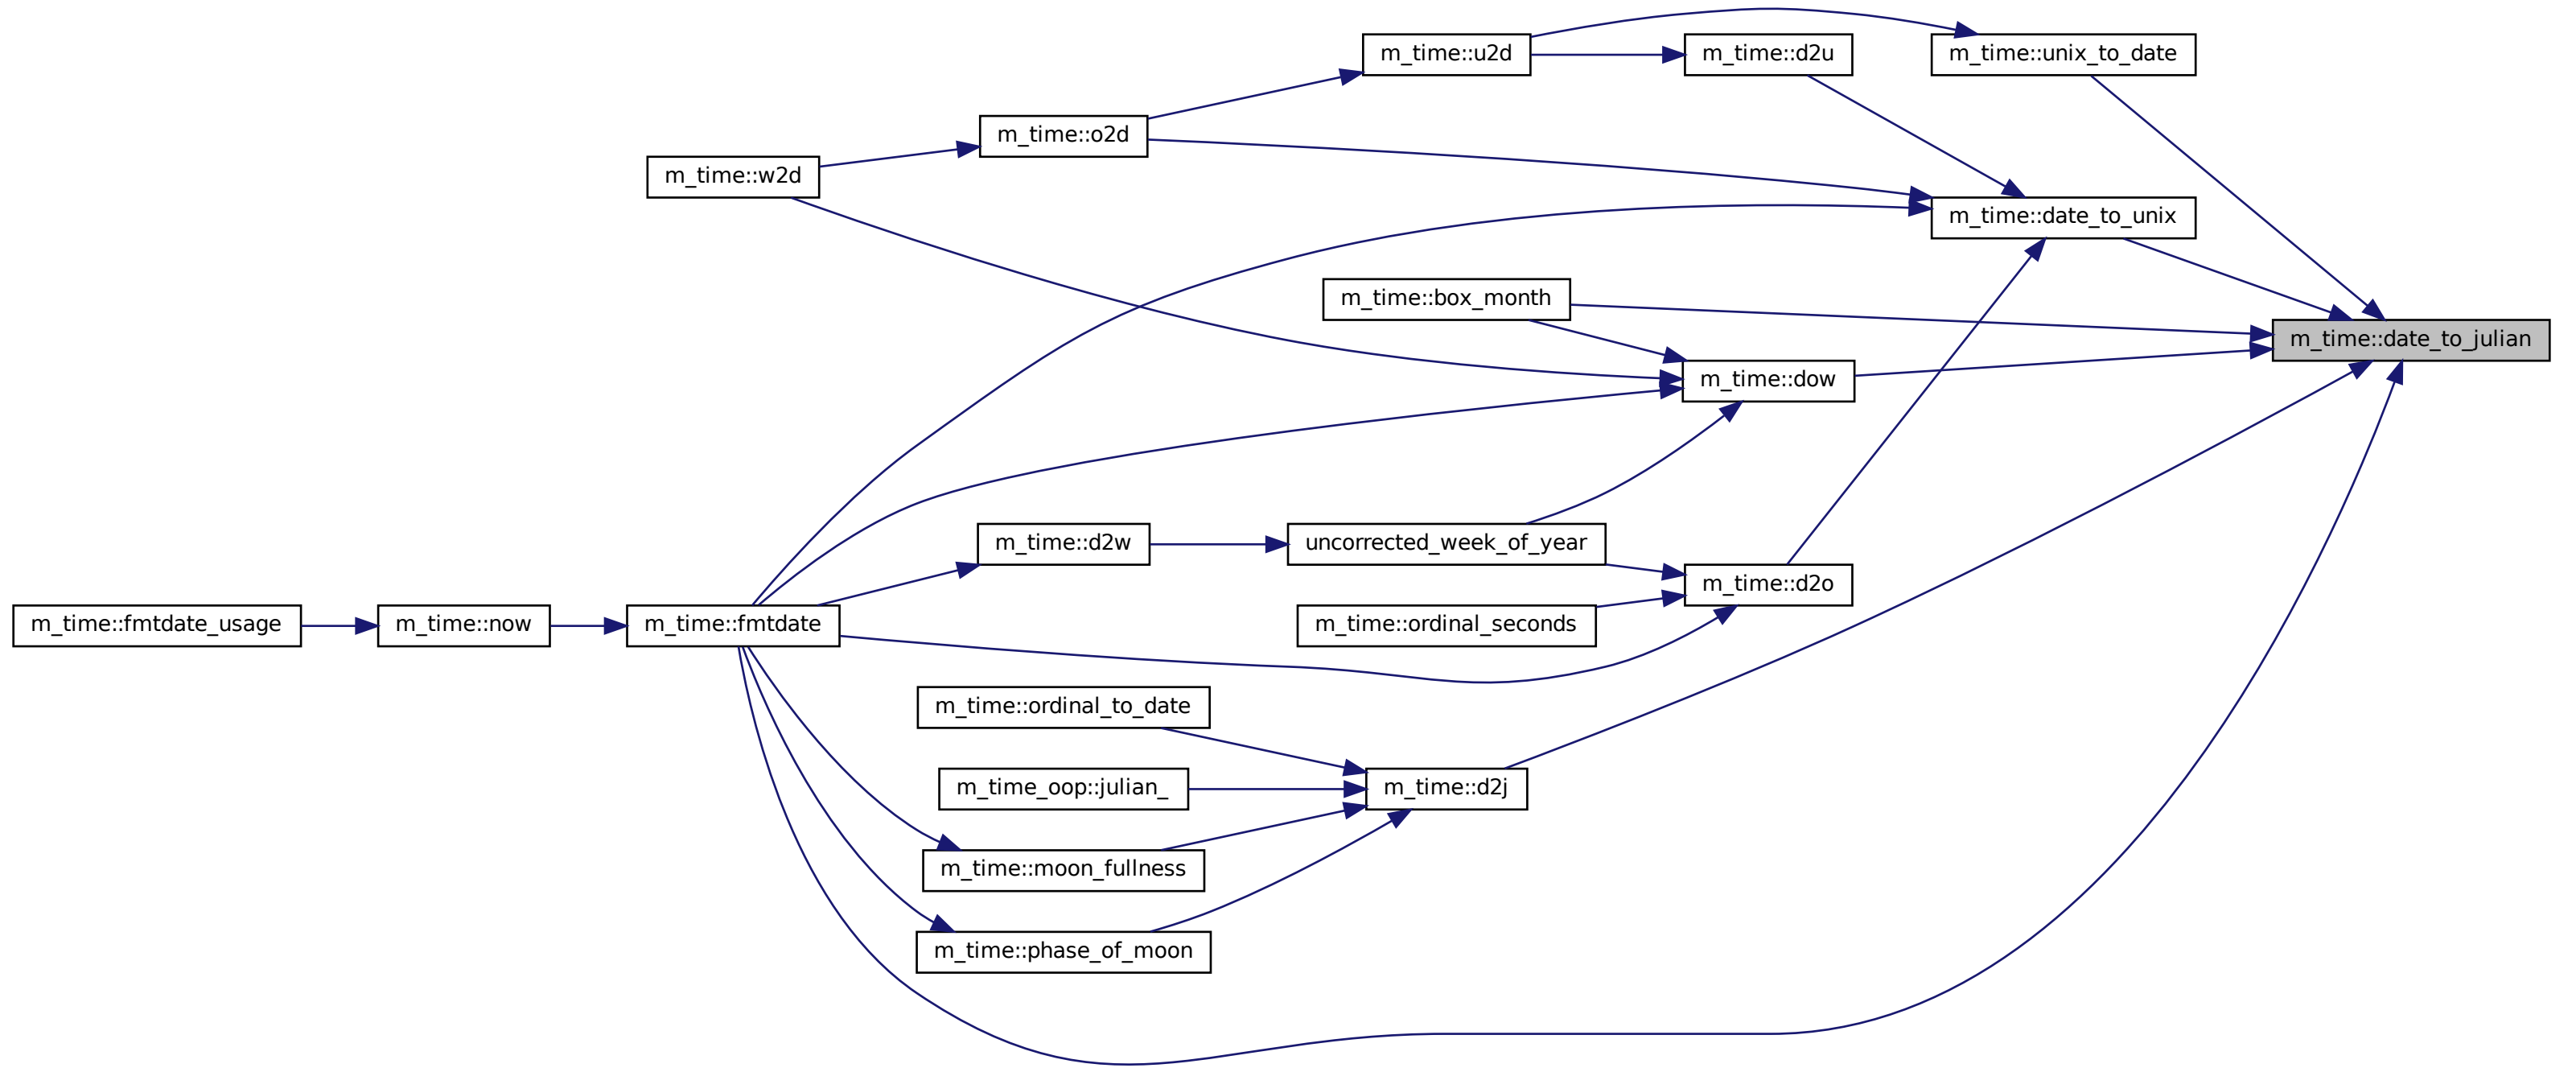 m_time::u2d
m_time::d2u
m_time::unix_to_date
m_time::o2d
m_time::w2d
m_time::date_to_unix
m_time::box_month
m_time::date_to_julian
m_time::dow
m_time::d2w
uncorrected_week_of_year
m_time::d2o
m_time::fmtdate_usage
m_time::now
m_time::fmtdate
m_time::ordinal_seconds
m_time::ordinal_to_date
m_time_oop::julian_
m_time::d2j
m_time::moon_fullness
m_time::phase_of_moon